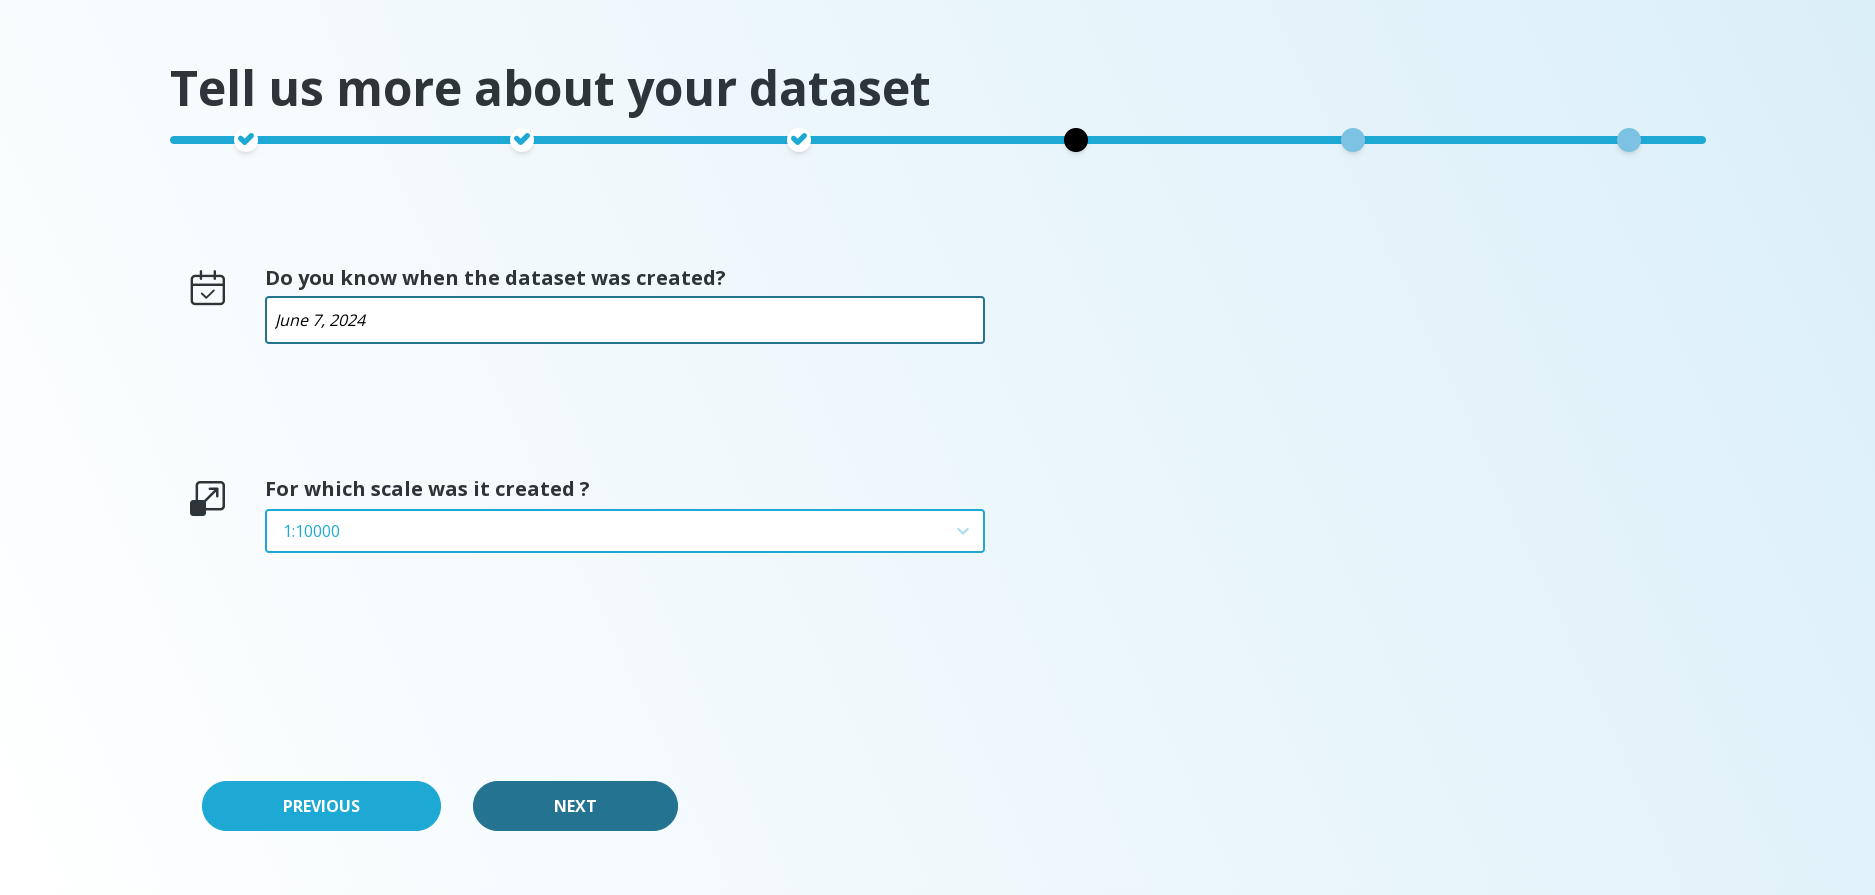 Tell us more about your dataset
Do you know when the dataset was created?
June 7, 2024
For which scale was it created ?
1:10000
PREVIOUS
NEXT